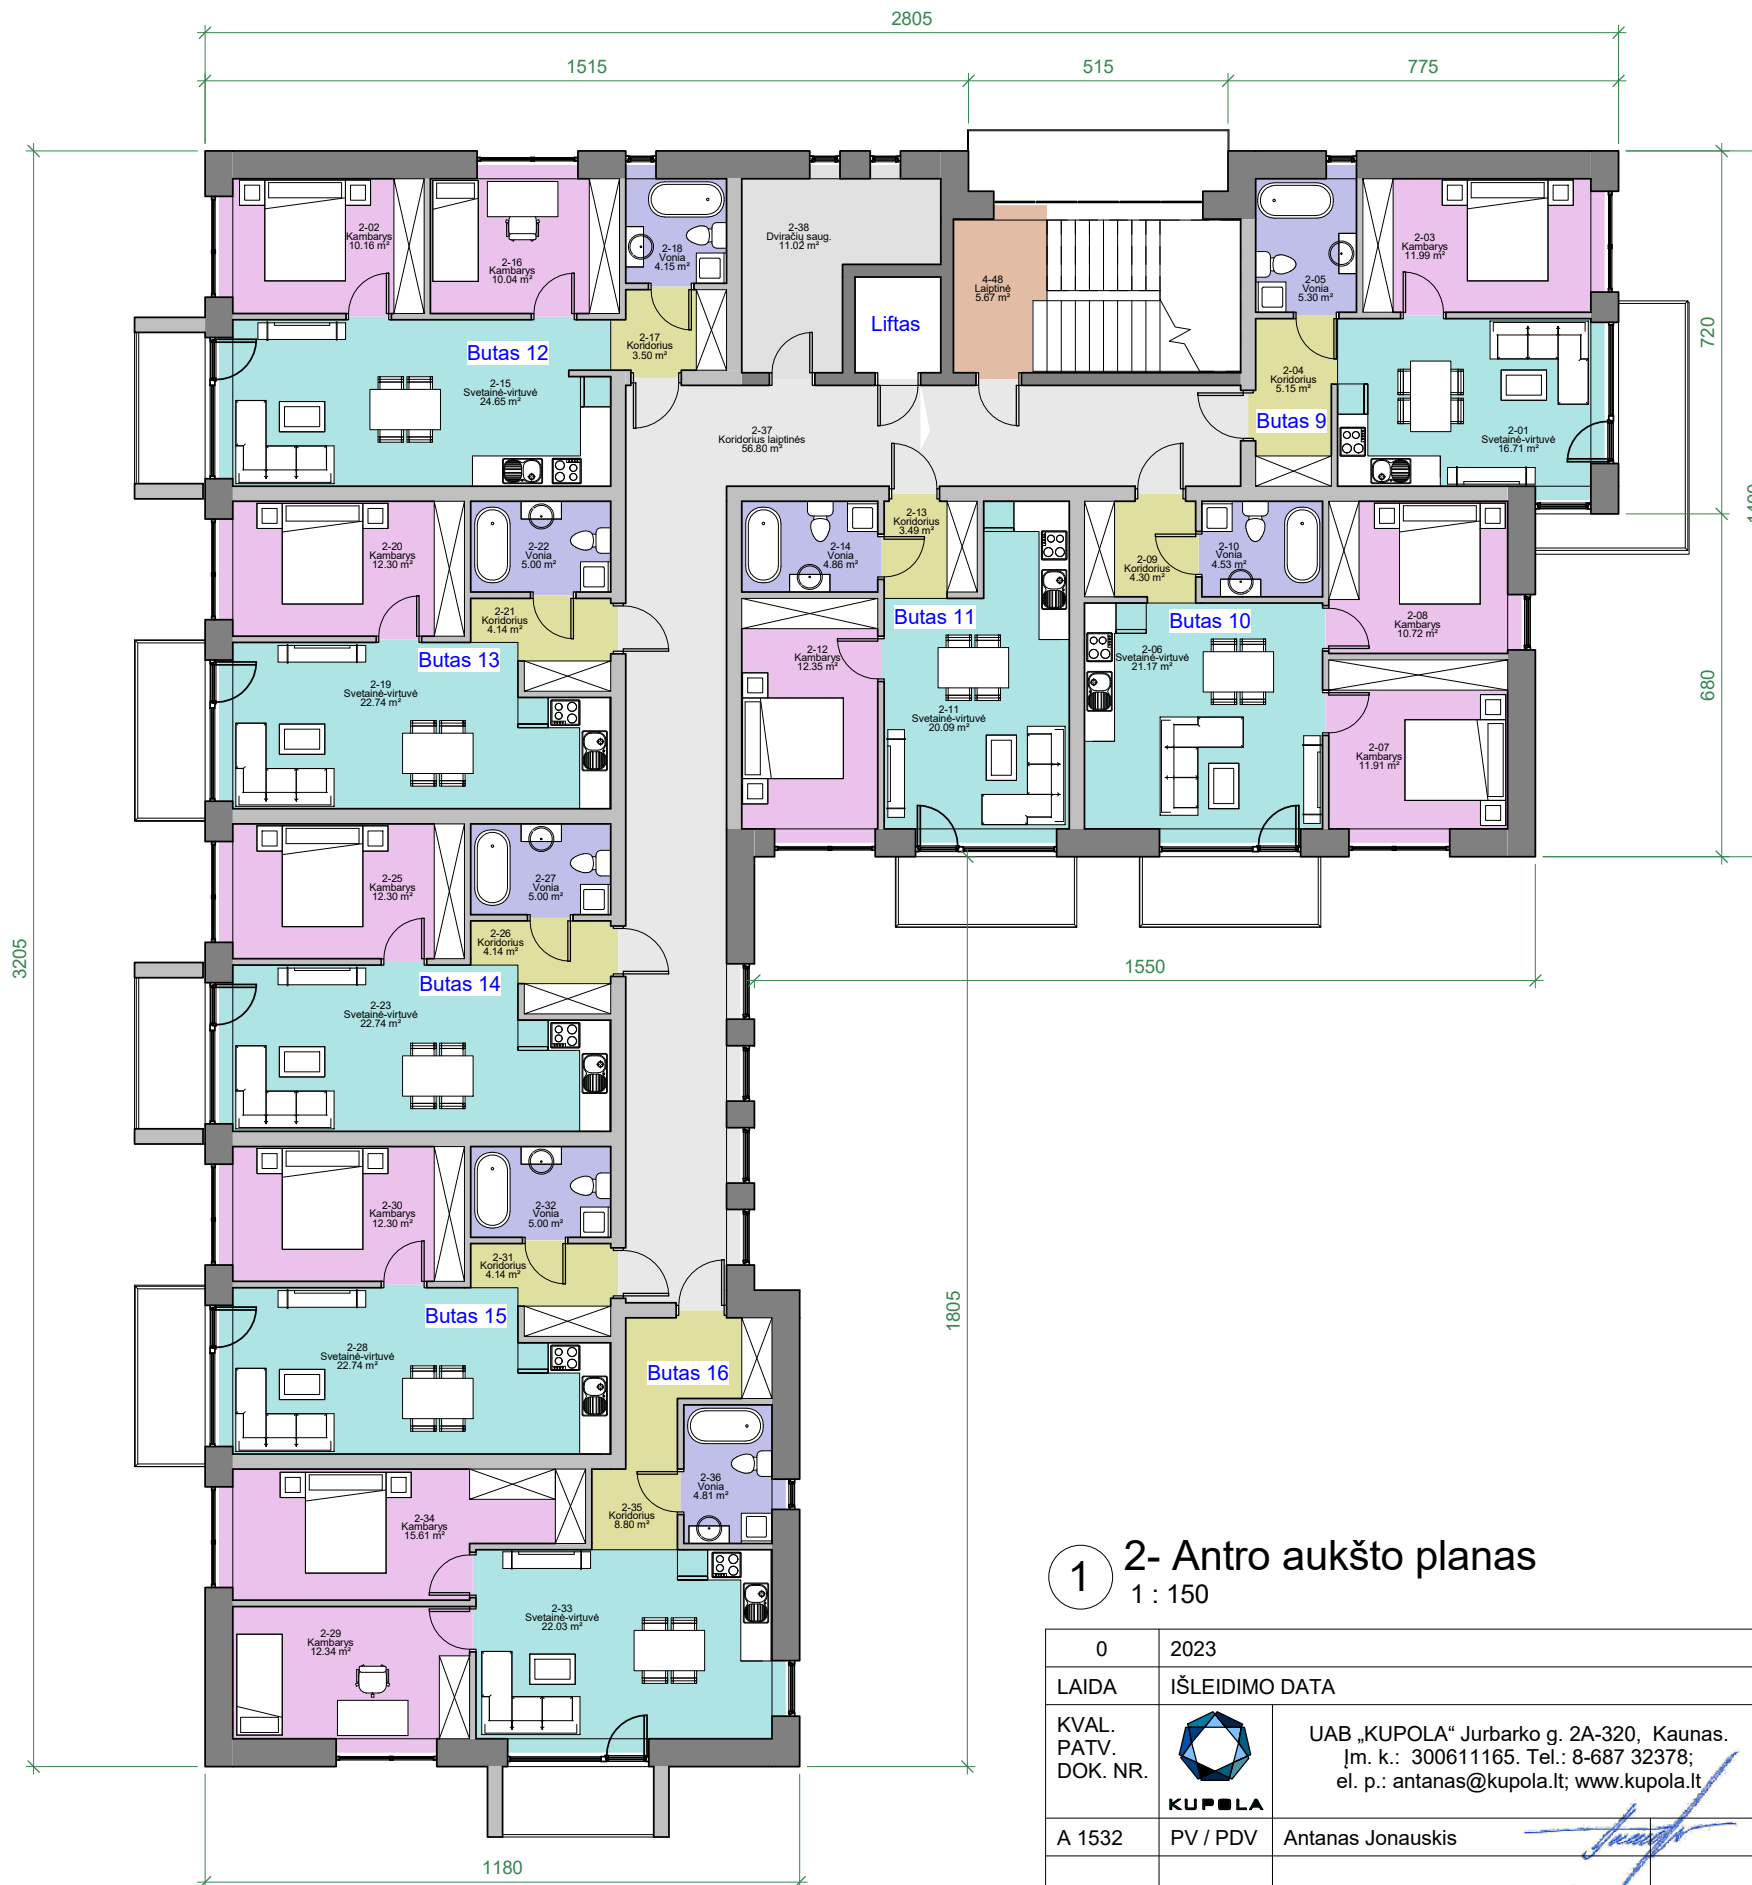 2805
1515
515
775
2-02
Kambarys
10.16 m²
2-16
Kambarys
10.04 m²
2-18
Vonia
4.15 m²
2-38
Dviračių saug.
11.02 m²
4-48
Laiptinė
5.67 m²
2-05
Vonia
5.30 m²
2-03
Kambarys
11.99 m²
Liftas
2-17
Koridorius
3.50 m²
Butas 12
2-15
Svetainė-virtuvė
24.65 m²
2-37
Koridorius laiptinės
56.80 m²
2-04
Koridorius
5.15 m²
Butas 9
2-01
Svetainė-virtuvė
16.71 m²
720
1400
2-20
Kambarys
12.30 m²
2-22
Vonia
5.00 m²
2-21
Koridorius
4.14 m²
Butas 13
2-19
Svetainė-virtuvė
22.74 m²
2-14
Vonia
4.86 m²
2-13
Koridorius
3.49 m²
Butas 11
2-12
Kambarys
12.35 m²
2-11
Svetainė-virtuvė
20.09 m²
2-09
Koridorius
4.30 m²
2-10
Vonia
4.53 m²
Butas 10
2-06
Svetainė-virtuvė
21.17 m²
2-08
Kambarys
10.72 m²
2-07
Kambarys
11.91 m²
680
3205
2-25
Kambarys
12.30 m²
2-27
Vonia
5.00 m²
2-26
Koridorius
4.14 m²
Butas 14
2-23
Svetainė-virtuvė
22.74 m²
1550
2-30
Kambarys
12.30 m²
2-32
Vonia
5.00 m²
2-31
Koridorius
4.14 m²
Butas 15
2-28
Svetainė-virtuvė
22.74 m²
1805
Butas 16
2-36
Vonia
4.81 m²
2-35
Koridorius
8.80 m²
2-34
Kambarys
15.61 m²
2-33
Svetainė-virtuvė
22.03 m²
2-29
Kambarys
12.34 m²
1180
1
2- Antro aukšto planas
1 : 150
0 2023
LAIDA IŠLEIDIMO DATA
KVAL.
PATV.
DOK. NR.
KUPOLA
UAB „KUPOLA“ Jurbarko g. 2A-320, Kaunas.
Įm. k.: 300611165. Tel.: 8-687 32378;
el. p.: antanas@kupola.lt; www.kupola.lt
A 1532 PV / PDV Antanas Jonauskis